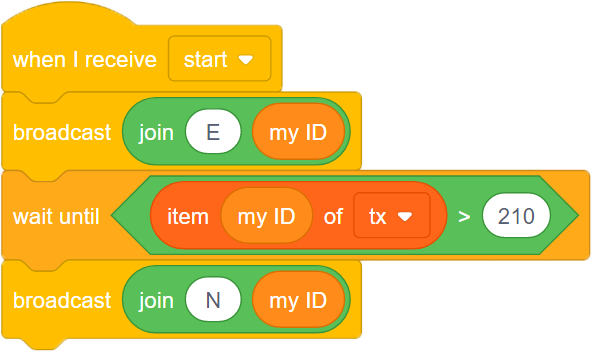 when I receive start
broadcast join E my ID
wait until item my ID of tx > 210
broadcast join N my ID